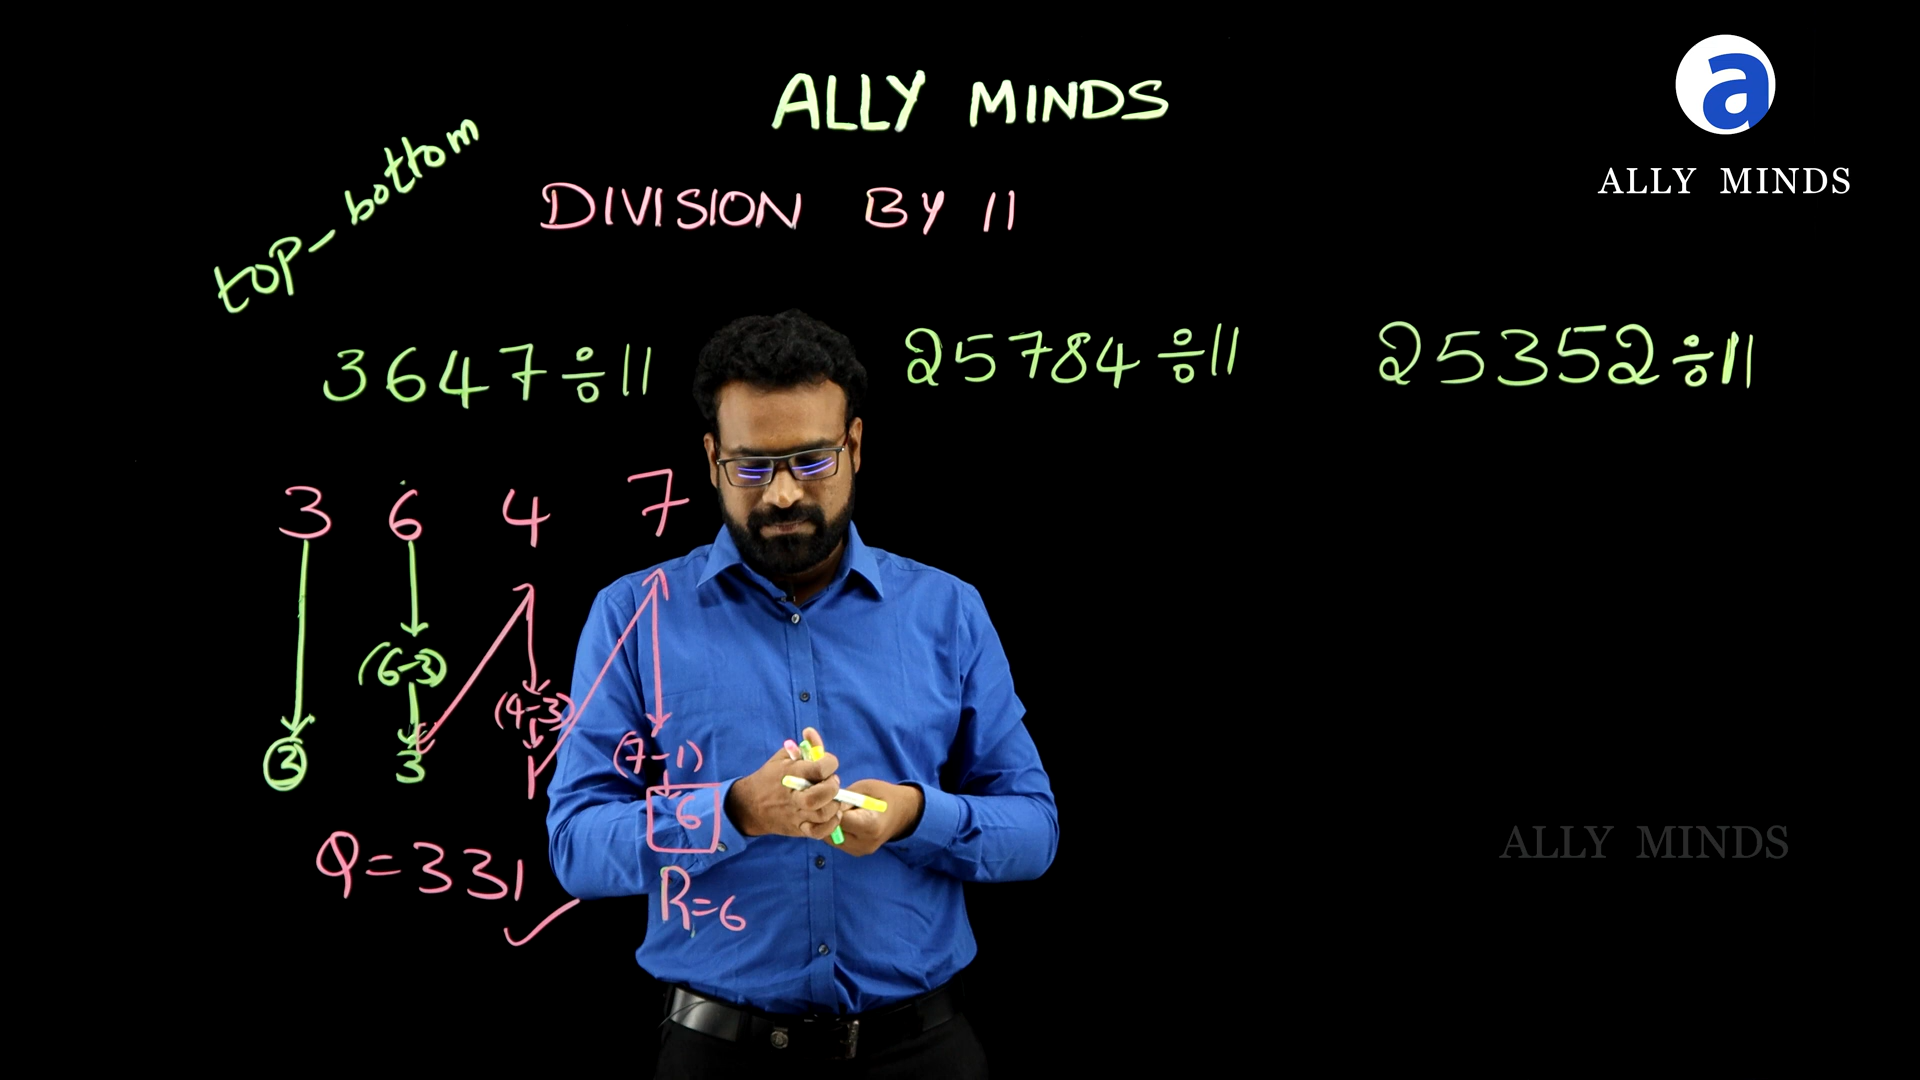 ALLY MINDS
a
ALLY MINDS
top-bottom
DIVISION BY 11
3647÷11
25784÷11
25352÷11
3 6 4 7
(6-3)
(4-3)
(7-1)
3 3 1 6
Q=331
R=6
ALLY MINDS